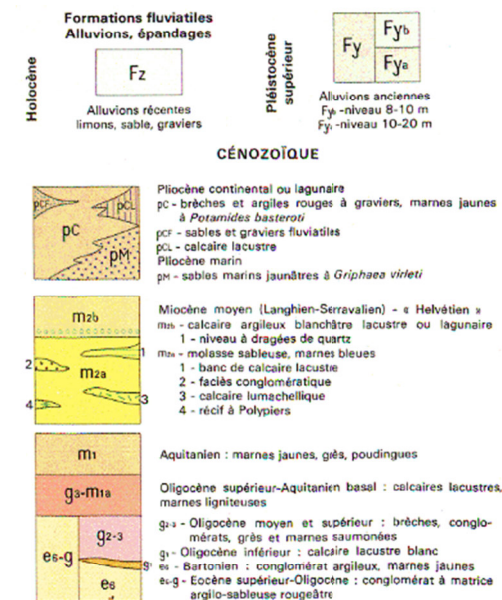 Formations fluviatiles
Alluvions, épandages
Holocène
Fz
Alluvions récentes
limons, sable, graviers
Pléistocène
supérieur
Fy
Fyb
Fya
Alluvions anciennes
Fyb -niveau 8-10 m
Fya -niveau 10-20 m
CÉNOZOÏQUE
pCF
pCL
pC
pM
Pliocène continental ou lagunaire
pC - brèches et argiles rouges à graviers, marnes jaunes
à Potamides basteroti
pCF - sables et graviers fluviatiles
pCL - calcaire lacustre
Pliocène marin
pM - sables marins jaunâtres à Griphaea virleti
m2b
m2a
1
2
3
4
Miocène moyen (Langhien-Serravalien) - « Helvétien »
m2b - calcaire argileux blanchâtre lacustre ou lagunaire
1 - niveau à dragées de quartz
m2a - molasse sableuse, marnes bleues
1 - banc de calcaire lacustre
2 - faciès conglomératique
3 - calcaire lumachellique
4 - récif à Polypiers
m1
Aquitanien : marnes jaunes, grès, poudingues
g3-m1a
Oligocène supérieur-Aquitanien basal : calcaires lacustres,
marnes ligniteuses
e6-g
g2-3
g1
e6
g2-3 - Oligocène moyen et supérieur : brèches, conglo-
mérats, grès et marnes saumonées
g1 - Oligocène inférieur : calcaire lacustre blanc
e6 - Bartonien : conglomérat argileux, marnes jaunes
e6-g - Eocène supérieur-Oligocène : conglomérat à matrice
argilo-sableuse rougeâtre